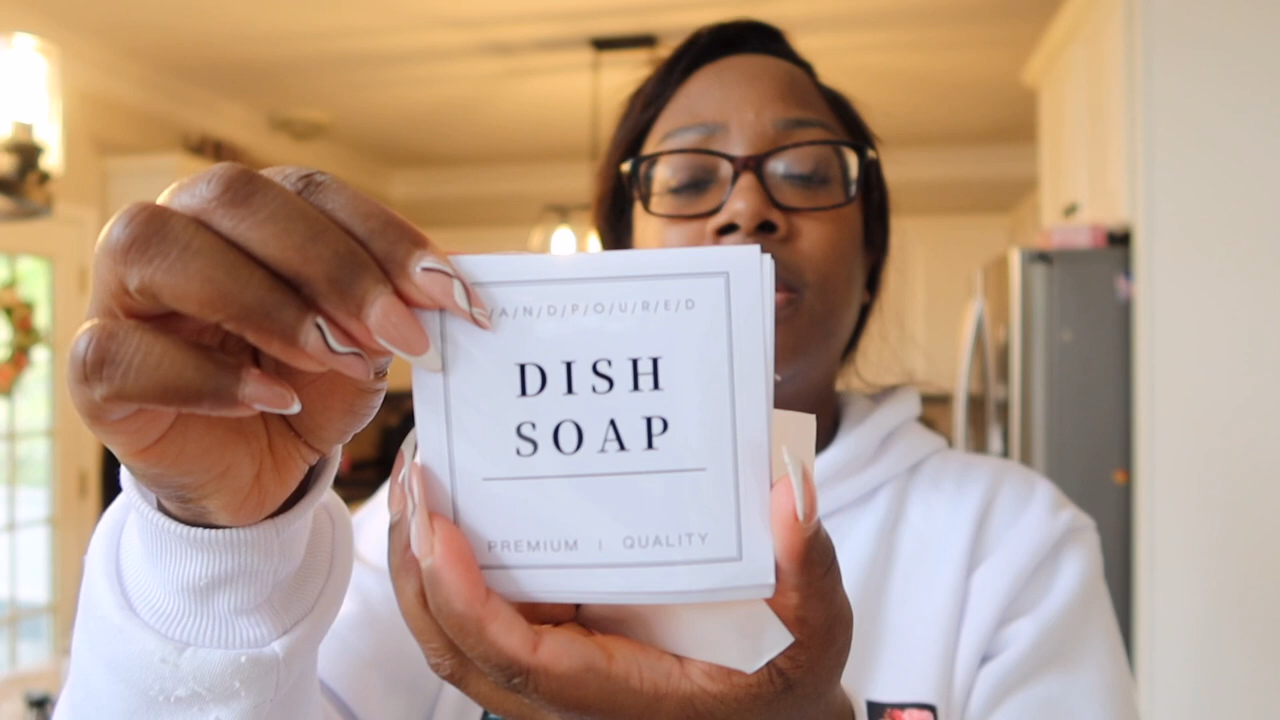 /A/N/D/P/O/U/R/E/D
DISH
SOAP
PREMIUM | QUALITY